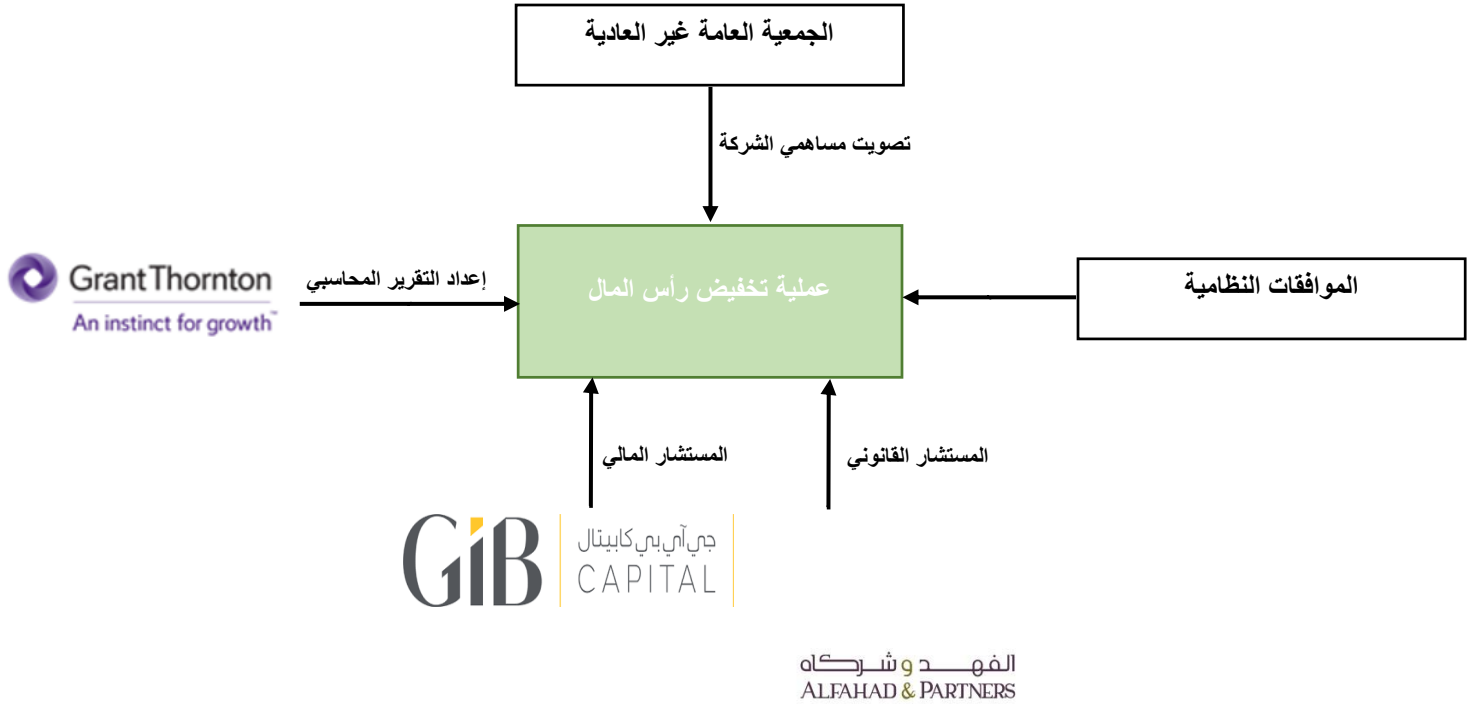 الجمعية العامة غير العادية
تصويت مساهمي الشركة
GrantThornton
An instinct for growth™
إعداد التقرير المحاسبي
عملية تخفيض رأس المال
الموافقات النظامية
المستشار المالي
المستشار القانوني
GiB
جي آي بي كابيتال
CAPITAL
الفهد وشركاه
ALFAHAD & PARTNERS